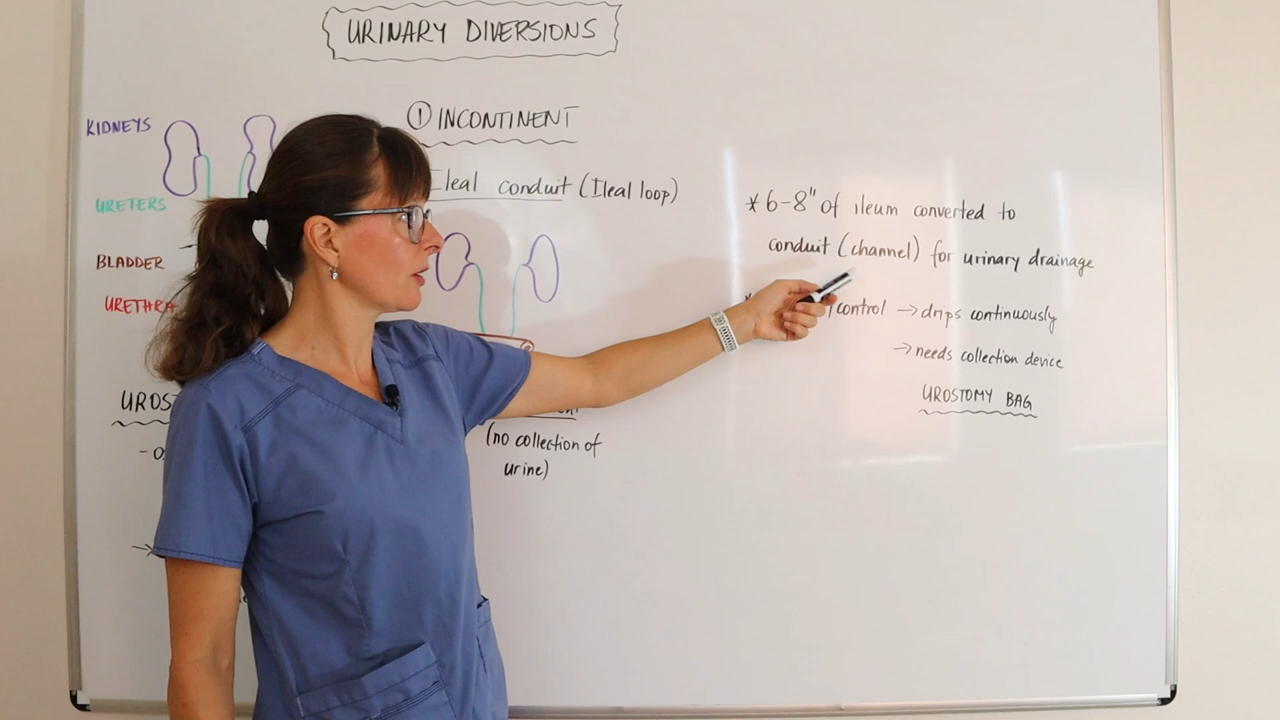 URINARY DIVERSIONS
KIDNEYS
URETERS
BLADDER
URETHRA
① INCONTINENT
Ileal conduit (Ileal loop)
(no collection of
urine)
* 6-8" of ileum converted to
conduit (channel) for urinary drainage
control → drips continuously
→ needs collection device
UROSTOMY BAG